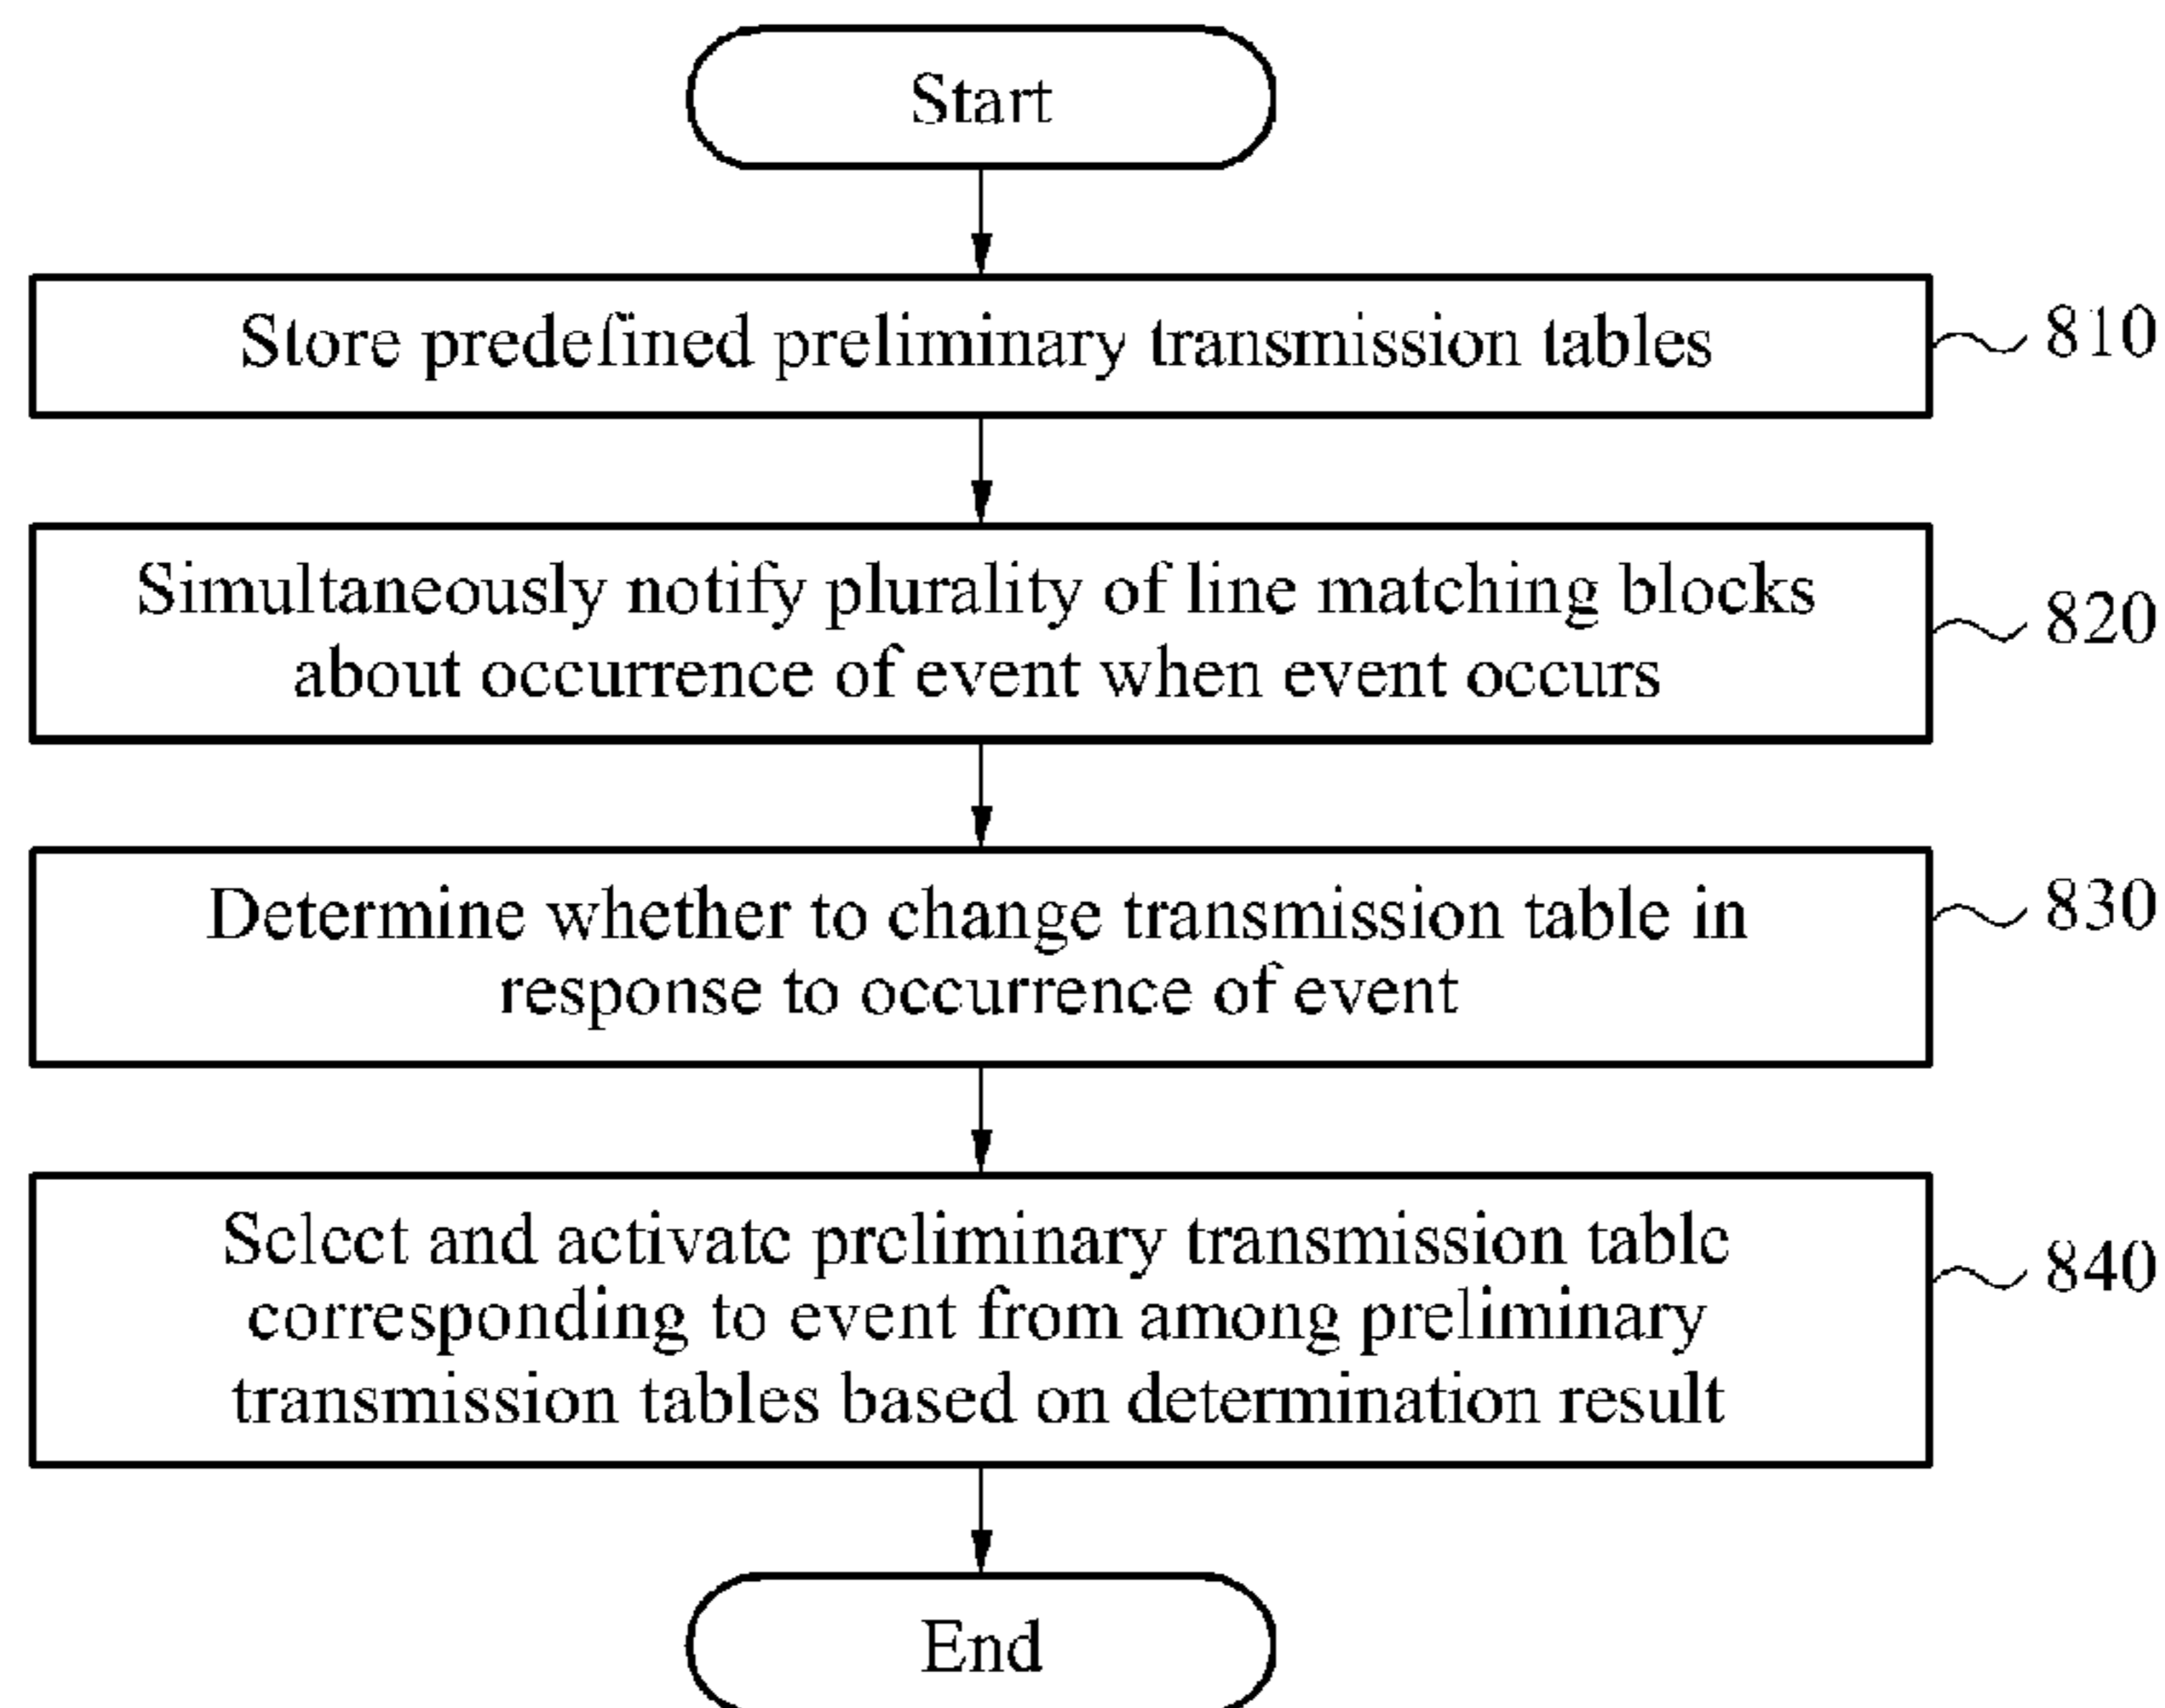 Start
Store predefined preliminary transmission tables
810
Simultaneously notify plurality of line matching blocks
about occurrence of event when event occurs
820
Determine whether to change transmission table in
response to occurrence of event
830
Select and activate preliminary transmission table
corresponding to event from among preliminary
transmission tables based on determination result
840
End